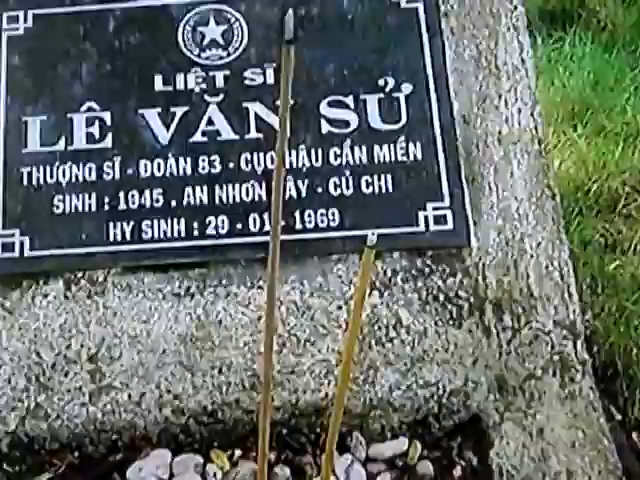 LIỆT SĨ
LÊ VĂN SỬ
THƯỢNG SĨ - ĐOÀN 83 - CỤC HẬU CẦN MIỀN
SINH : 1945 . AN NHƠN TÂY - CỦ CHI
HY SINH : 29 - 01 - 1969